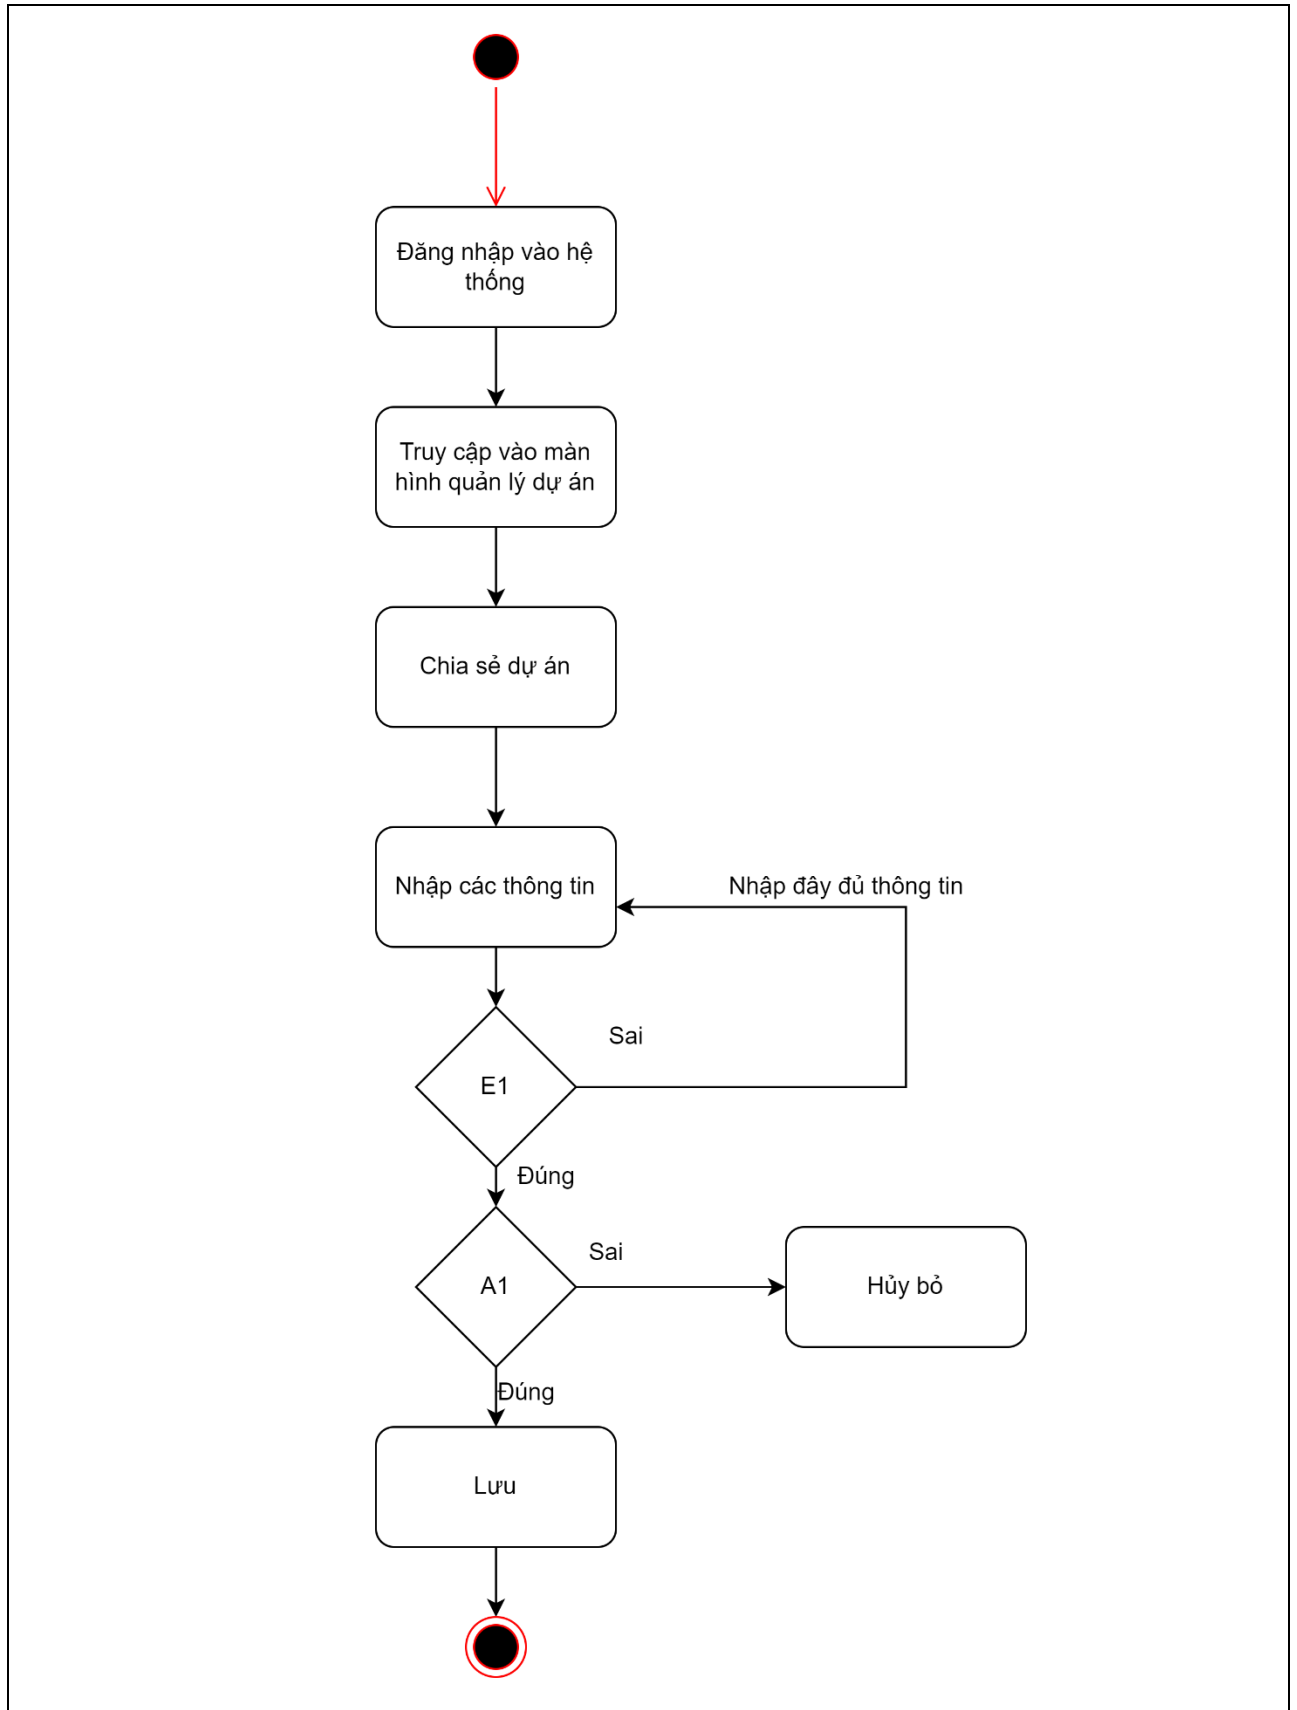 Đăng nhập vào hệ
thống
Truy cập vào màn
hình quản lý dự án
Chia sẻ dự án
Nhập các thông tin
Nhập đây đủ thông tin
Sai
E1
Đúng
Sai
A1
Hủy bỏ
Đúng
Lưu